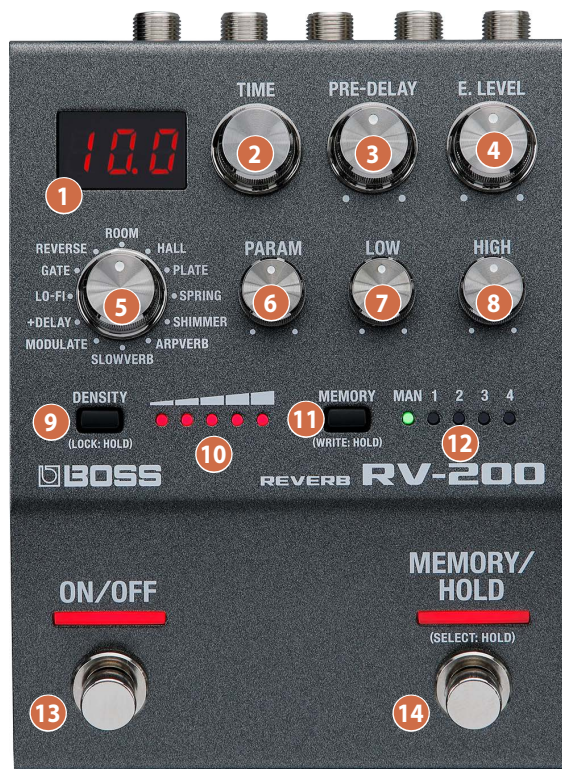 TIME PRE-DELAY E. LEVEL
10.0
1 2 3 4
ROOM
REVERSE HALL
GATE PLATE
LO-FI SPRING
+DELAY SHIMMER
MODULATE ARPVERB
SLOWVERB
5
PARAM LOW HIGH
6 7 8
DENSITY
(LOCK: HOLD)
9
10
MEMORY
(WRITE: HOLD)
11
MAN 1 2 3 4
12
BOSS
REVERB RV-200
ON/OFF
13
MEMORY/
HOLD
(SELECT: HOLD)
14